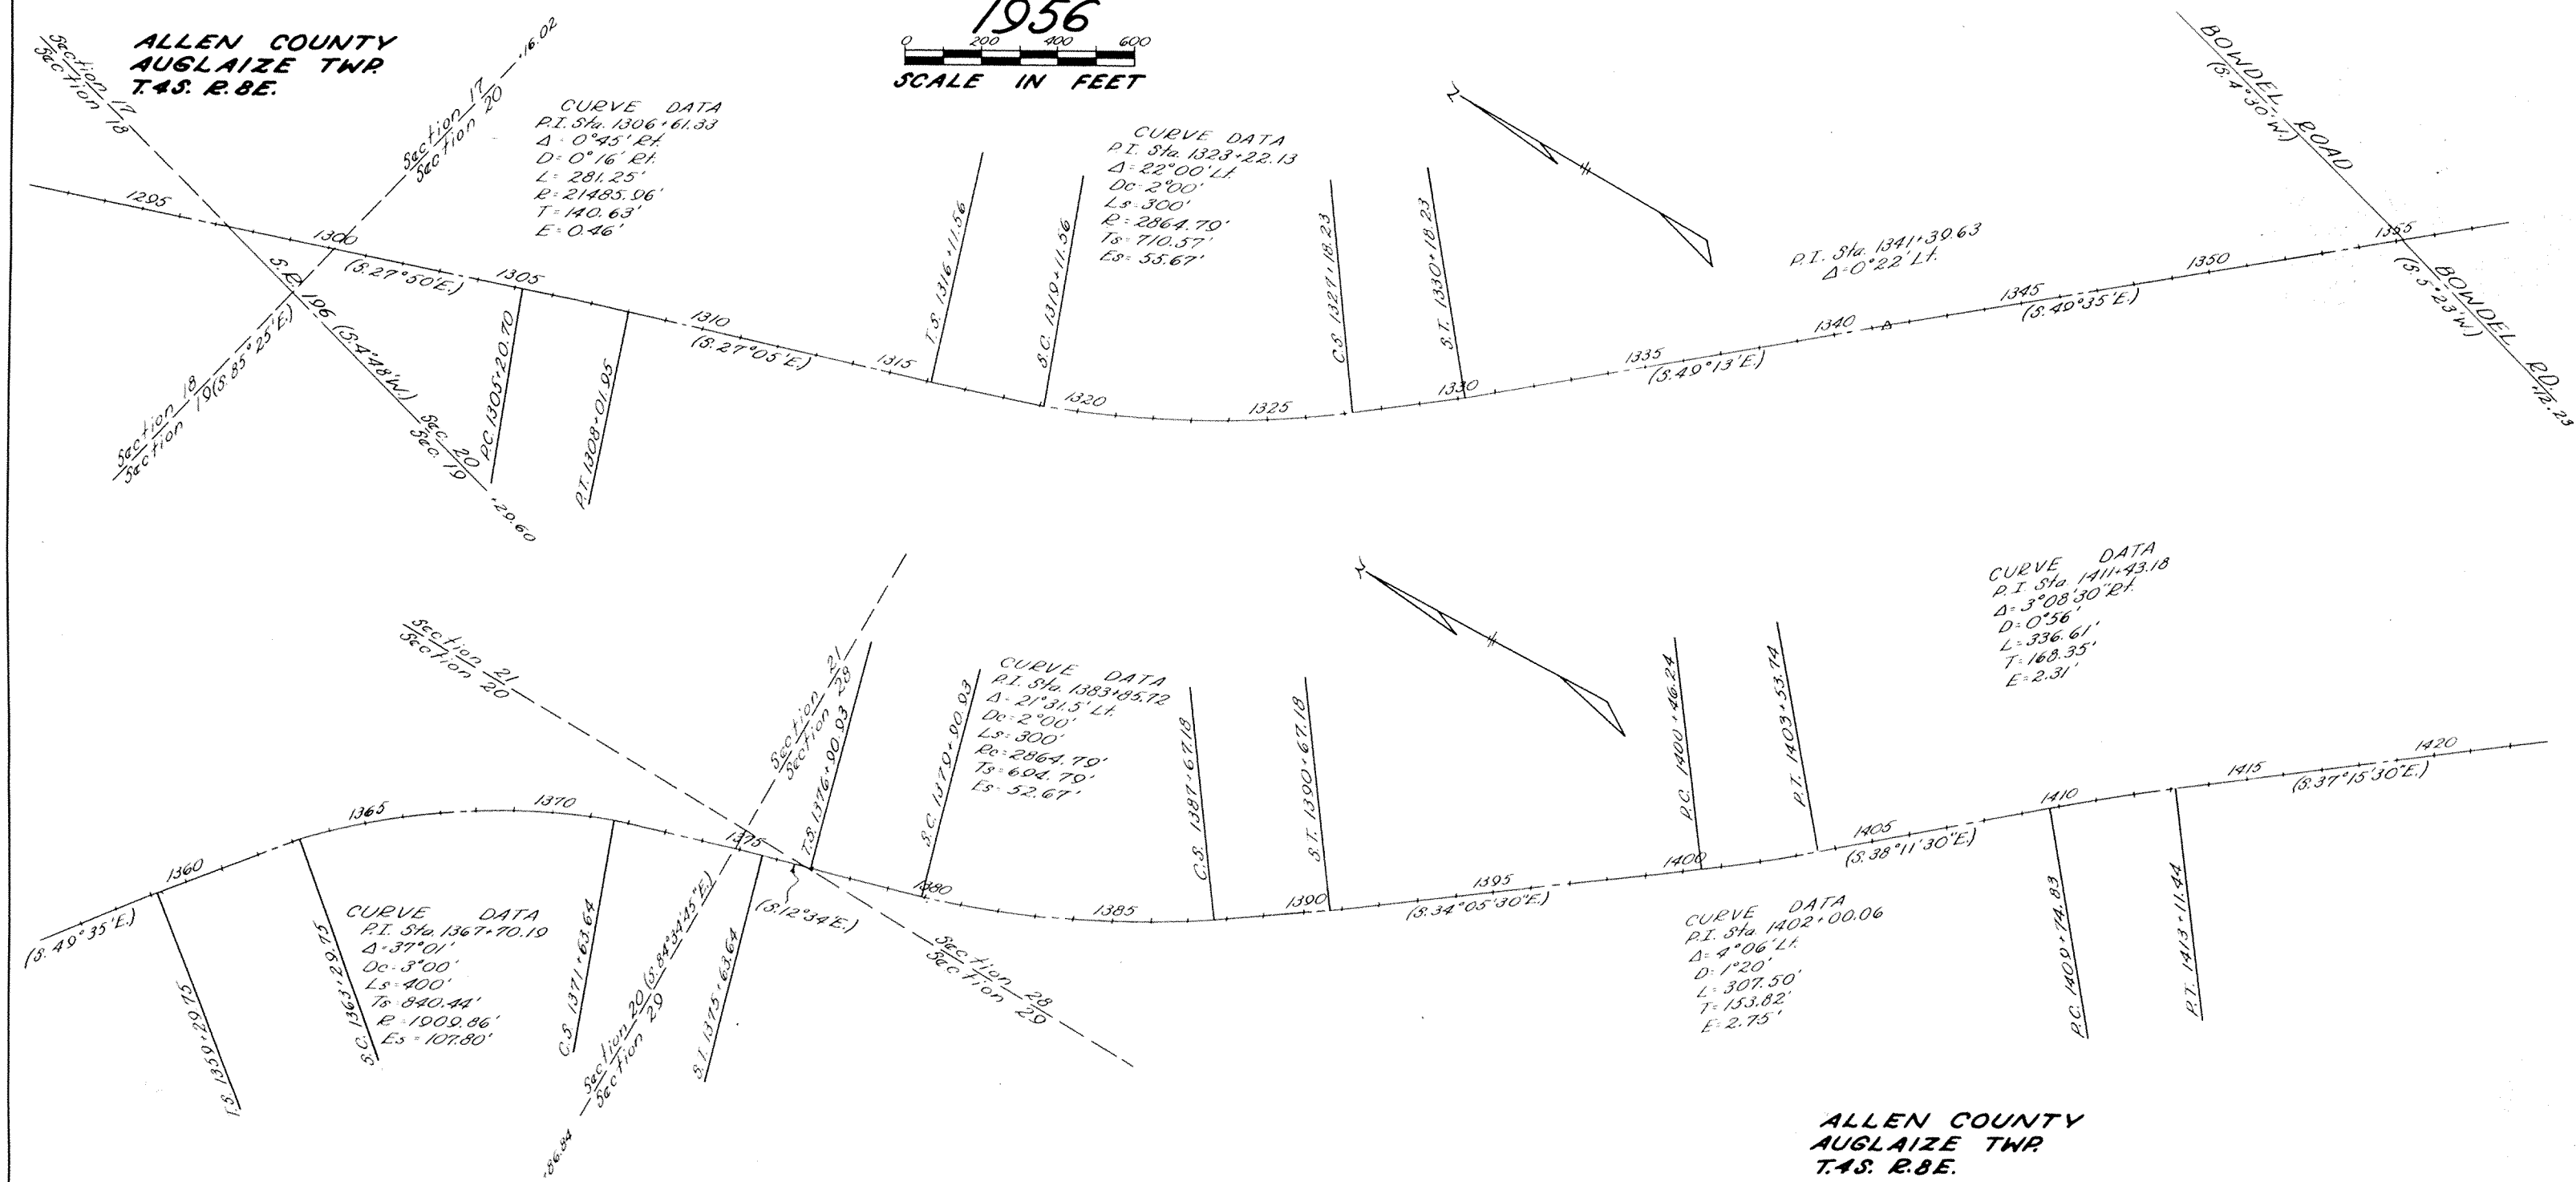 1956
0 200 400 600
SCALE IN FEET
ALLEN COUNTY
AUGLAIZE TWP.
T.4S. R.8E.
Section 17
Section 18
Section 17
Section 20
+16.02
CURVE DATA
P.I. Sta. 1306+61.33
Δ=0°45' Rt.
D=0°16' Rt.
L=281.25'
R=21485.96'
T=140.63'
E=0.46'
CURVE DATA
P.I. Sta. 1323+22.13
Δ=22°00' Lt.
Dc=2°00'
Ls=300'
R=2864.79'
Ts=710.57'
Es=55.67'
N
BOWDEL ROAD
(S.4°30'W.)
1295
1300
(S.27°50'E.)
1305
1310
(S.27°05'E.)
1315
T.S. 1316+11.56
S.C. 1319+11.56
1320
1325
C.S. 1327+18.23
S.T. 1330+18.23
1330
1335
(S.49°13'E.)
1340
P.I. Sta. 1341+39.63
Δ=0°22' Lt.
1345
(S.49°35'E.)
1350
1355
BOWDEL RD.
(S.5°23'W.)
+12.23
S.R. 196 (S.4°48'W.)
Section 18
Section 19 (S.85°25'E.)
Sec. 20
Sec. 19
+29.60
P.C. 1305+20.70
P.T. 1308+01.95
Section 21
Section 20
Section 21
Section 28
T.S. 1376+90.93
S.C. 1379+90.93
CURVE DATA
P.I. Sta. 1383+85.72
Δ=21°31.5' Lt.
Dc=2°00'
Ls=300'
Rc=2864.79'
Ts=694.79'
Es=52.67'
C.S. 1387+67.18
S.T. 1390+67.18
N
P.C. 1400+46.24
P.T. 1403+53.74
CURVE DATA
P.I. Sta. 1411+43.18
Δ=3°08'30" Rt.
D=0°56'
L=336.61'
T=168.35'
E=2.31'
(S.49°35'E.)
1360
1365
1370
1375
(S.12°34'E.)
1380
1385
1390
1395
(S.34°05'30"E.)
1400
1405
(S.38°11'30"E.)
1410
1415
(S.37°15'30"E.)
1420
T.S. 1359+29.75
S.C. 1363+29.75
CURVE DATA
P.I. Sta. 1367+70.19
Δ=37°01'
Dc=3°00'
Ls=400'
Ts=840.44'
R=1909.86'
Es=107.80'
C.S. 1371+63.64
Section 20 (S.84°34'45"E.)
Section 29
+86.84
S.T. 1375+63.64
Section 28
Section 29
CURVE DATA
P.I. Sta. 1402+00.06
Δ=4°06' Lt.
D=1°20'
L=307.50'
T=153.82'
E=2.75'
P.C. 1409+74.83
P.T. 1413+11.44
ALLEN COUNTY
AUGLAIZE TWP.
T.4S. R.8E.